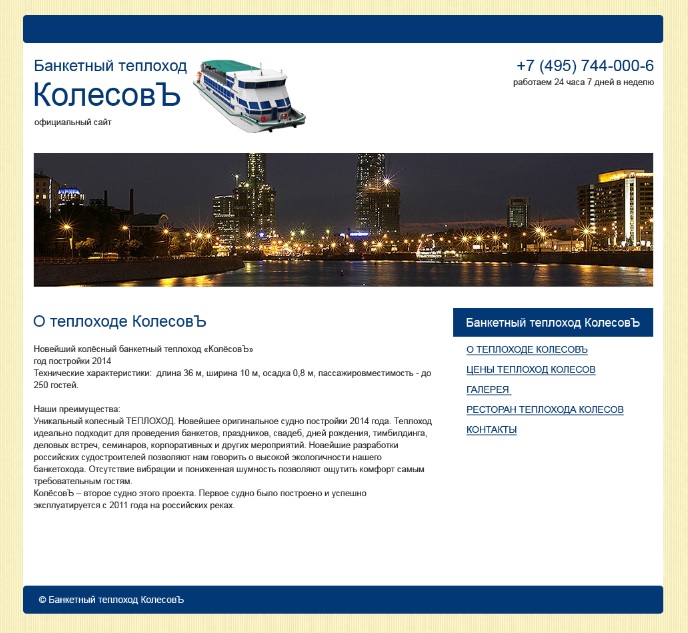 Банкетный теплоход
КолесовЪ
официальный сайт
+7 (495) 744-000-6
работаем 24 часа 7 дней в неделю
О теплоходе КолесовЪ
Новейший колёсный банкетный теплоход «КолёсовЪ»
год постройки 2014
Технические характеристики: длина 36 м, ширина 10 м, осадка 0,8 м, пассажировместимость - до
250 гостей.
Наши преимущества:
Уникальный колесный ТЕПЛОХОД. Новейшее оригинальное судно постройки 2014 года. Теплоход
идеально подходит для проведения банкетов, праздников, свадеб, дней рождения, тимбилдинга,
деловых встреч, семинаров, корпоративных и других мероприятий. Новейшие разработки
российских судостроителей позволяют нам говорить о высокой экологичности нашего
банкетохода. Отсутствие вибрации и пониженная шумность позволяют ощутить комфорт самым
требовательным гостям.
КолёсовЪ – второе судно этого проекта. Первое судно было построено и успешно
эксплуатируется с 2011 года на российских реках.
Банкетный теплоход КолесовЪ
О ТЕПЛОХОДЕ КОЛЕСОВЪ
ЦЕНЫ ТЕПЛОХОД КОЛЕСОВ
ГАЛЕРЕЯ
РЕСТОРАН ТЕПЛОХОДА КОЛЕСОВ
КОНТАКТЫ
© Банкетный теплоход КолесовЪ